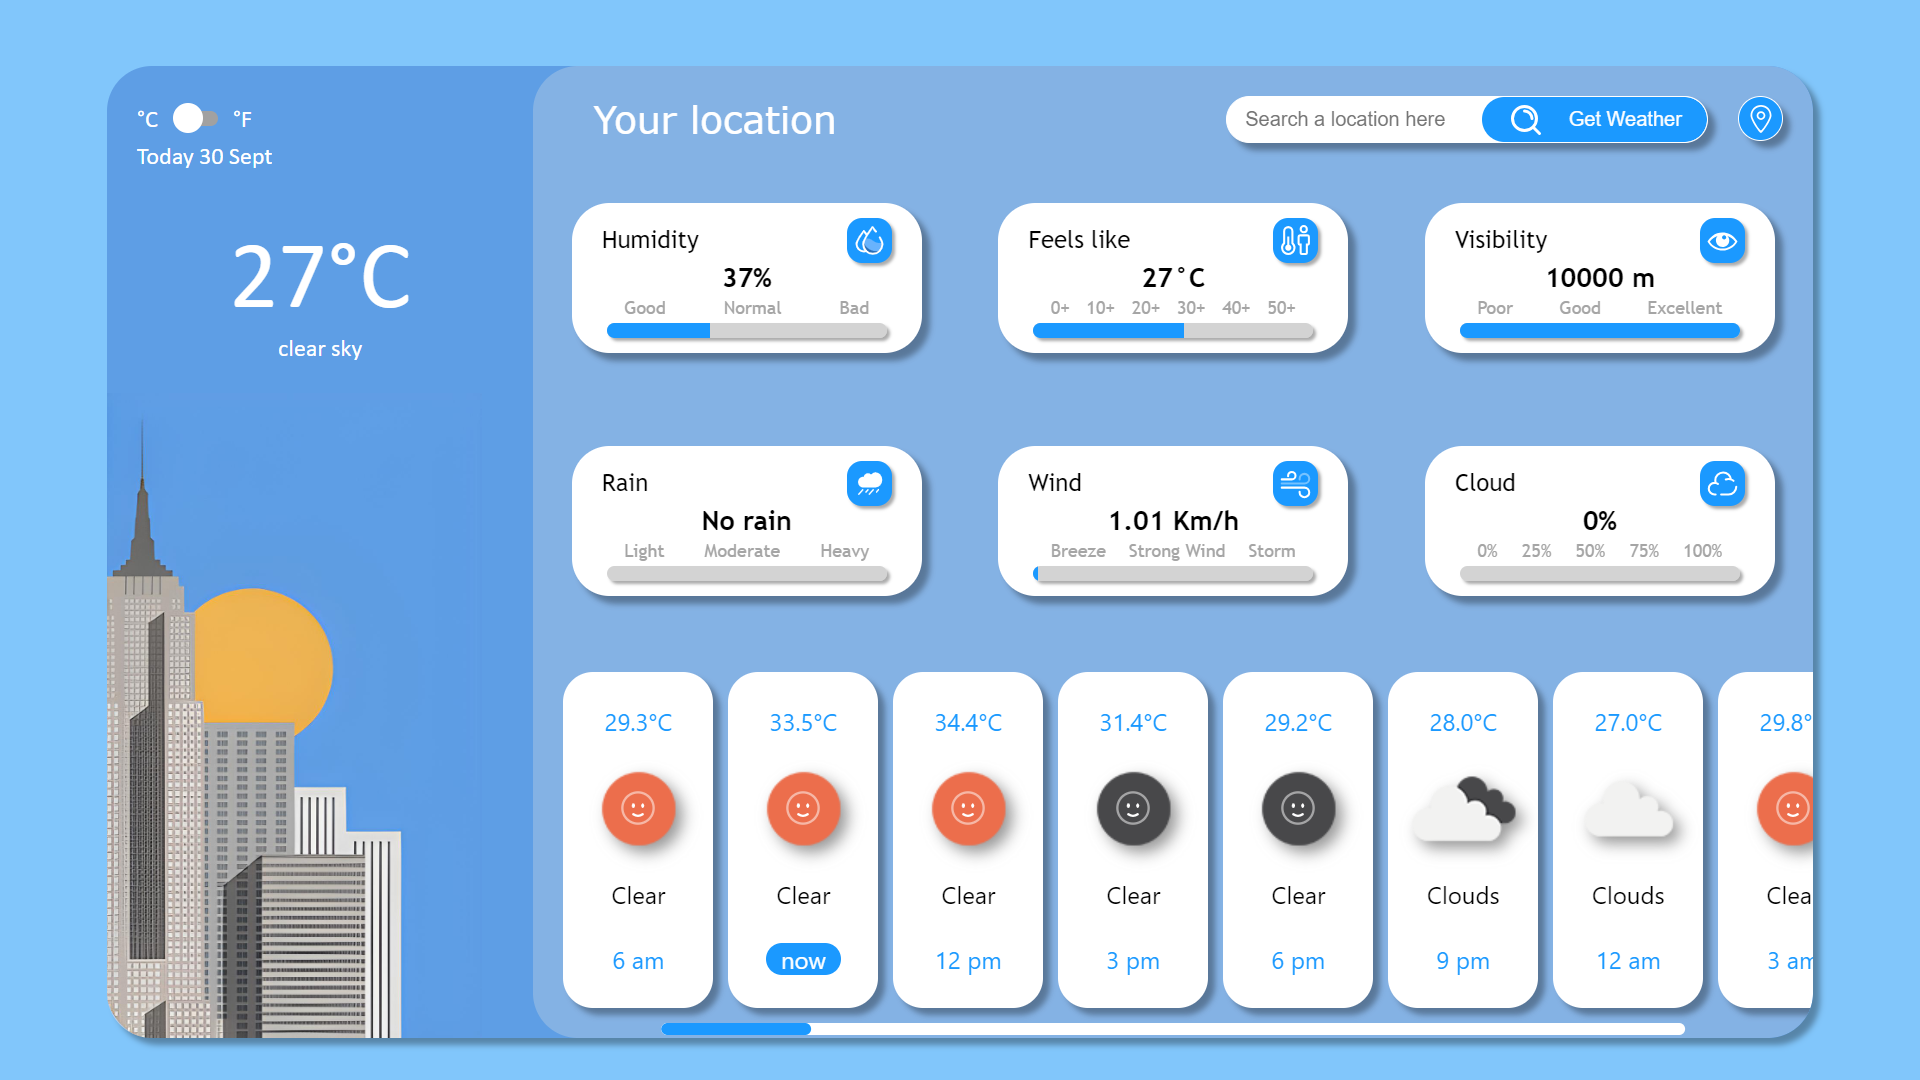 °C °F
Today 30 Sept
27°C
clear sky
Your location
Search a location here
Get Weather
Humidity
37%
Good Normal Bad
Feels like
27°C
0+ 10+ 20+ 30+ 40+ 50+
Visibility
10000 m
Poor Good Excellent
Rain
No rain
Light Moderate Heavy
Wind
1.01 Km/h
Breeze Strong Wind Storm
Cloud
0%
0% 25% 50% 75% 100%
29.3°C
Clear
6 am
33.5°C
Clear
now
34.4°C
Clear
12 pm
31.4°C
Clear
3 pm
29.2°C
Clear
6 pm
28.0°C
Clouds
9 pm
27.0°C
Clouds
12 am
29.8°
Clea
3 am